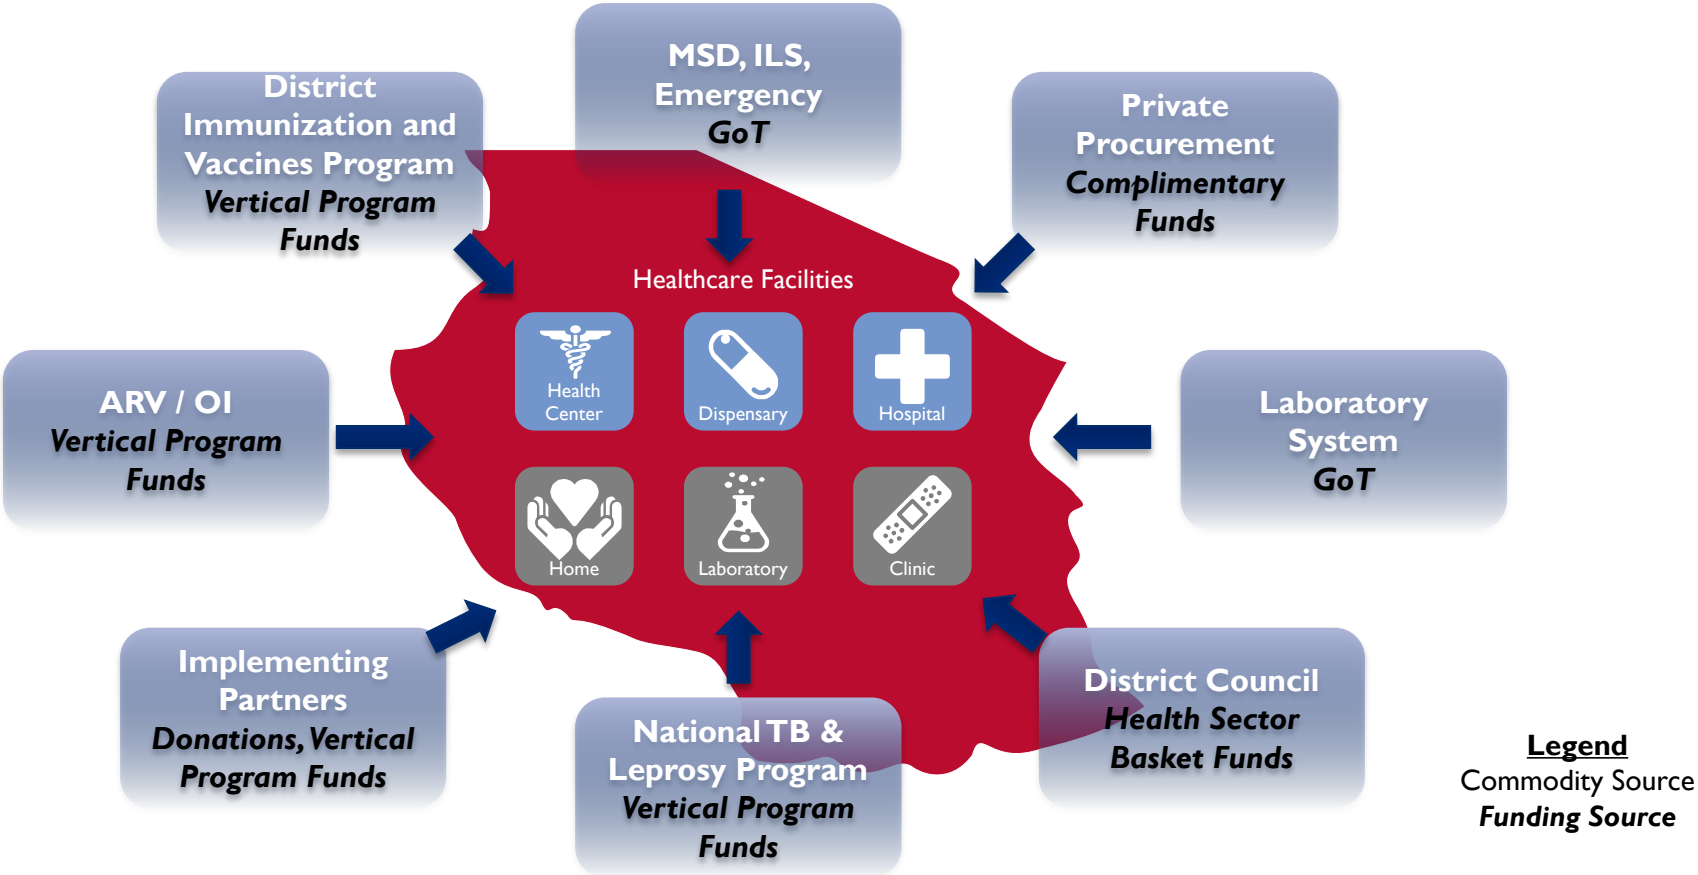 MSD, ILS,
Emergency
GoT
District
Immunization and
Vaccines Program
Vertical Program
Funds
Private
Procurement
Complimentary
Funds
Healthcare Facilities
Health
Center
Dispensary
Hospital
ARV / OI
Vertical Program
Funds
Laboratory
System
GoT
Home
Laboratory
Clinic
Implementing
Partners
Donations, Vertical
Program Funds
National TB &
Leprosy Program
Vertical Program
Funds
District Council
Health Sector
Basket Funds
Legend
Commodity Source
Funding Source